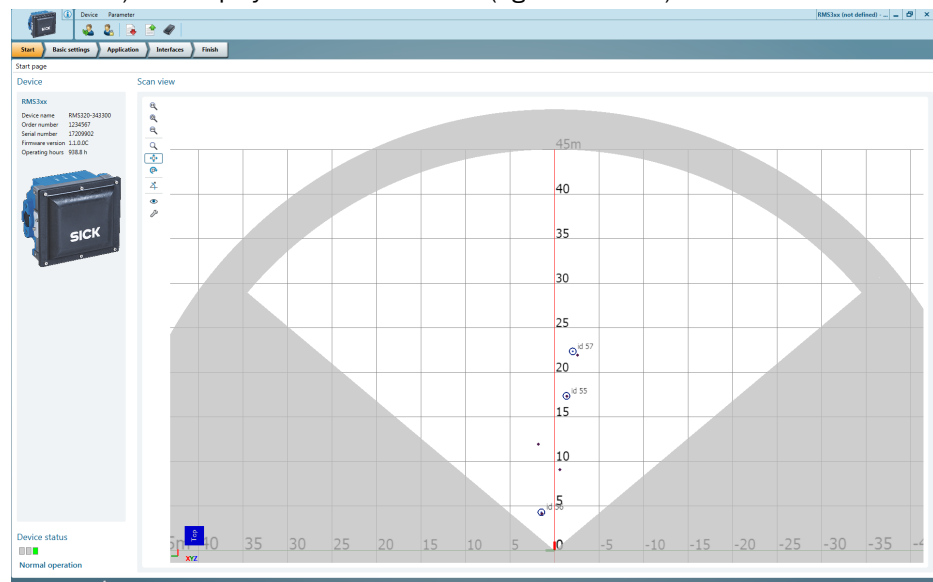 Device Parameter
RMS3xx (not defined) - ...
Start Basic settings Application Interfaces Finish
Start page
Device
Scan view
RMS3xx
Device name RMS320-343300
Order number 1234567
Serial number 17209902
Firmware version 1.1.0.0C
Operating hours 938.8 h
SICK
45m
40
35
30
25
id 57
20
id 55
15
10
5
id 56
Top
40 35 30 25 20 15 10 5 0 -5 -10 -15 -20 -25 -30 -35
XYZ
Device status
Normal operation